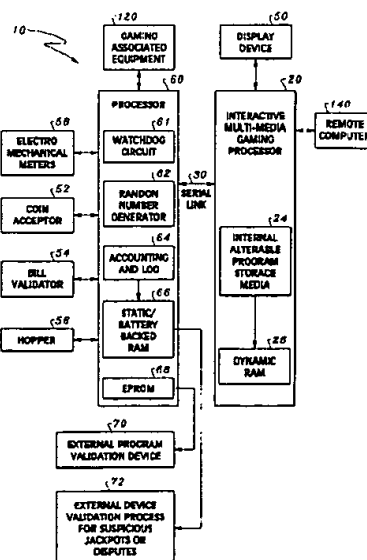 10
120
GAMING
ASSOCIATED
EQUIPMENT
50
DISPLAY
DEVICE
60
PROCESSOR
61
WATCHDOG
CIRCUIT
62
RANDOM
NUMBER
GENERATOR
64
ACCOUNTING
AND LOG
66
STATIC/
BATTERY
BACKED
RAM
68
EPROM
58
ELECTRO
MECHANICAL
METERS
52
COIN
ACCEPTOR
54
BILL
VALIDATOR
56
HOPPER
30
SERIAL
LINK
20
INTERACTIVE
MULTI-MEDIA
GAMING
PROCESSOR
24
INTERNAL
ALTERABLE
PROGRAM
STORAGE
MEDIA
26
DYNAMIC
RAM
140
REMOTE
COMPUTER
70
EXTERNAL PROGRAM
VALIDATION DEVICE
72
EXTERNAL DEVICE
VALIDATION PROCESS
FOR SUSPICIOUS
JACKPOTS OR
DISPUTES